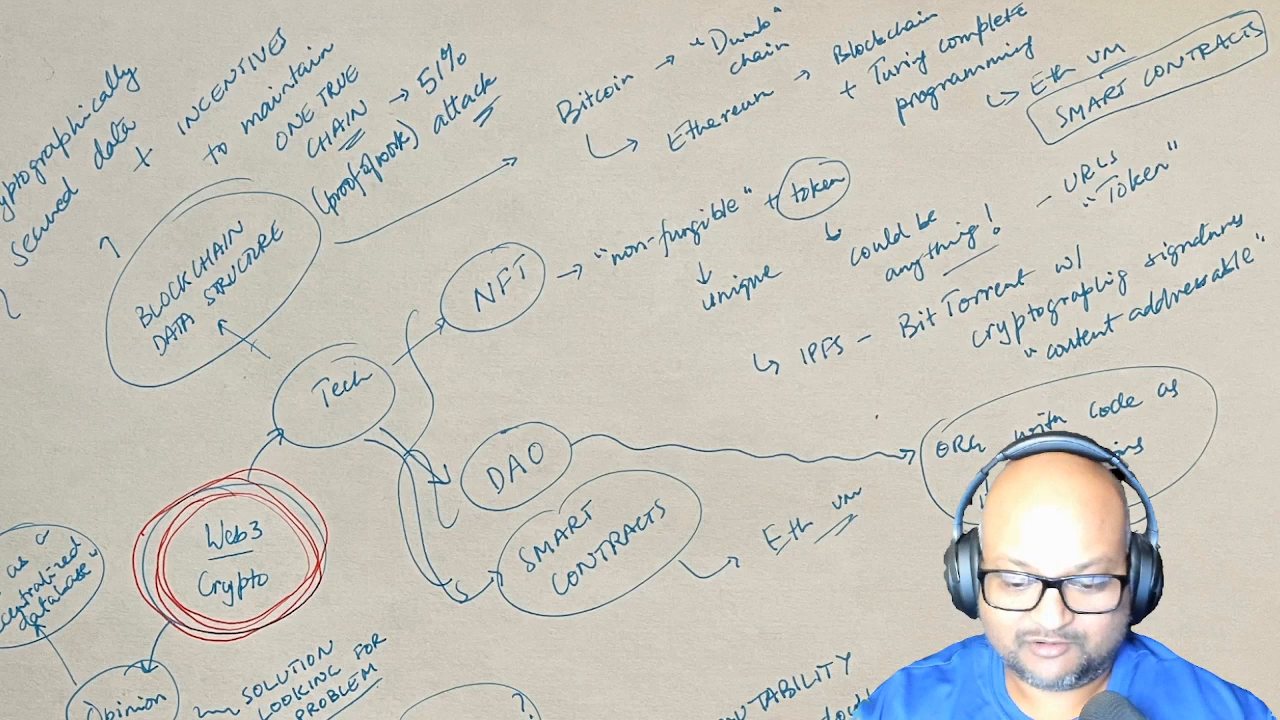 cryptographically
secured data
+ INCENTIVES
to maintain
ONE TRUE
CHAIN → 51%
(proof of work) attack
BLOCKCHAIN
DATA STRUCTURE
Bitcoin → "Dumb"
chain
Ethereum → Blockchain
+ Turing complete
programming
Eth VM
SMART CONTRACTS
NFT → "non-fungible" + token
unique
could be
anything!
- URLs
"Token"
IPFS - BitTorrent w/
cryptographic signatures
"content addressable"
Tech
DAO
ORG with code as
SMART
CONTRACTS
Eth VM
Web3
Crypto
as a
decentralized
database"
Opinion
SOLUTION
LOOKING FOR
PROBLEM
?